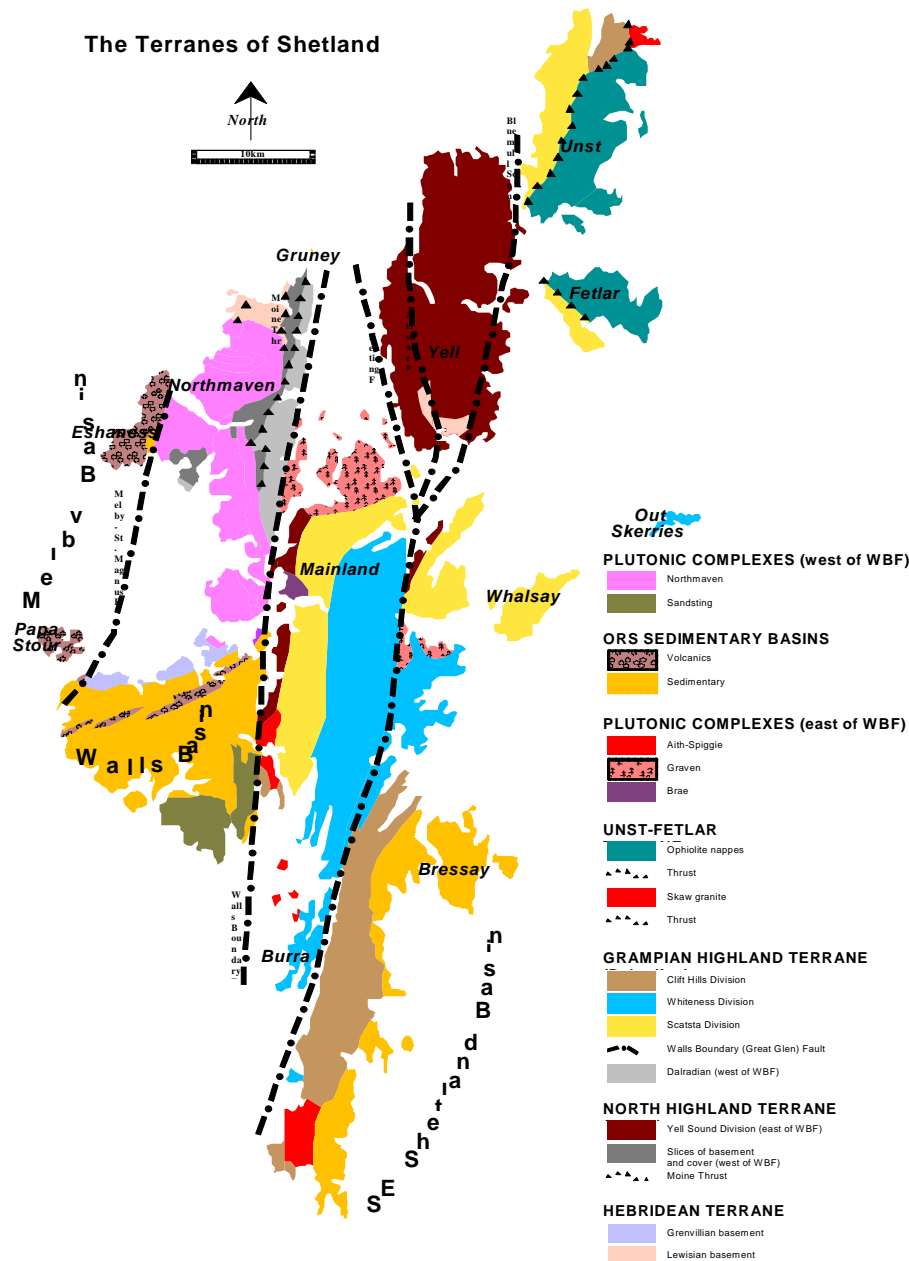 The Terranes of Shetland
North
10km
Unst
Gruney
Fetlar
Yell
Northmaven
Eshaness
Melby Basin
Melby-St. Magnus
Mainland
Whalsay
Papa
Stour
Walls Basin
Bressay
Walls Boundary
Burra
SE Shetland Basin
Out
Skerries
PLUTONIC COMPLEXES (west of WBF)
Northmaven
Sandsting
ORS SEDIMENTARY BASINS
Volcanics
Sedimentary
PLUTONIC COMPLEXES (east of WBF)
Aith-Spiggie
Graven
Brae
UNST-FETLAR
Ophiolite nappes
Thrust
Skaw granite
Thrust
GRAMPIAN HIGHLAND TERRANE
Clift Hills Division
Whiteness Division
Scatsta Division
Walls Boundary (Great Glen) Fault
Dalradian (west of WBF)
NORTH HIGHLAND TERRANE
Yell Sound Division (east of WBF)
Slices of basement
and cover (west of WBF)
Moine Thrust
HEBRIDEAN TERRANE
Grenvillian basement
Lewisian basement